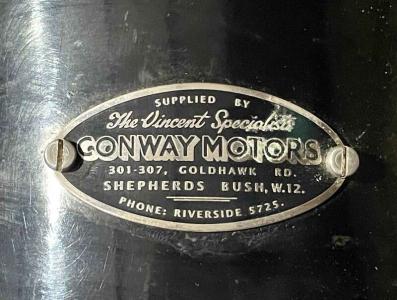 SUPPLIED BY
The Vincent Specialists
CONWAY MOTORS
301-307, GOLDHAWK RD.
SHEPHERDS BUSH, W.12.
PHONE: RIVERSIDE 5725.